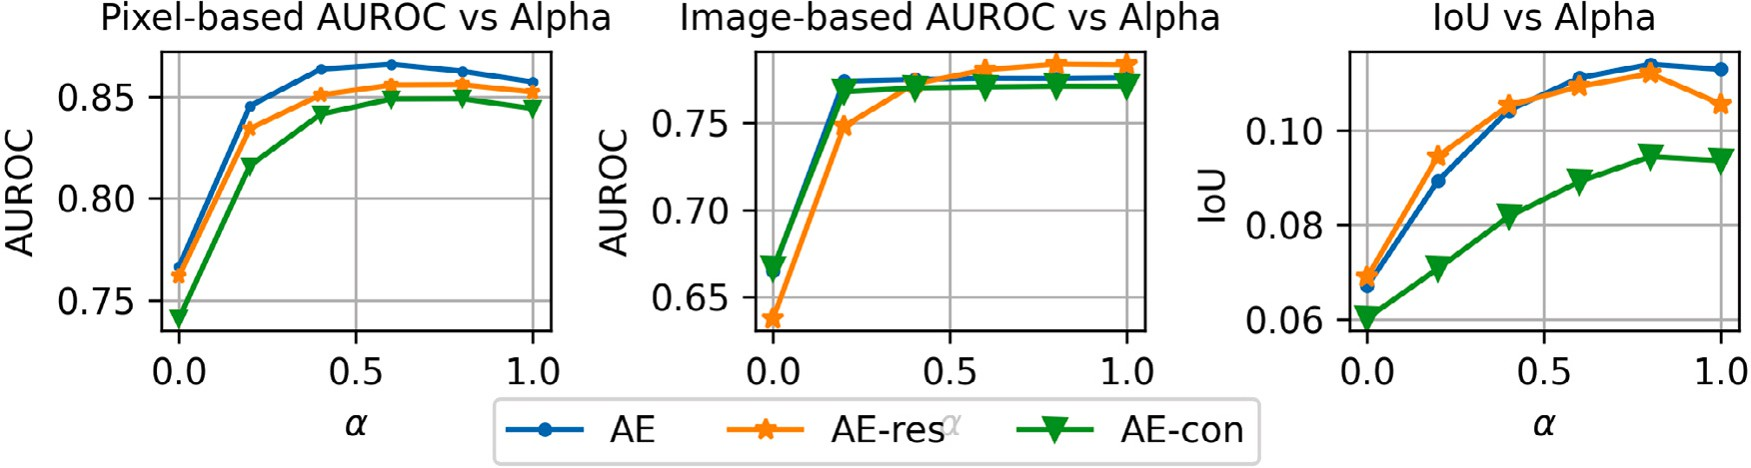 Pixel-based AUROC vs Alpha
AUROC
0.85
0.80
0.75
0.0 0.5 1.0
α
Image-based AUROC vs Alpha
AUROC
0.75
0.70
0.65
0.0 0.5 1.0
α
IoU vs Alpha
IoU
0.10
0.08
0.06
0.0 0.5 1.0
α
AE AE-res AE-con